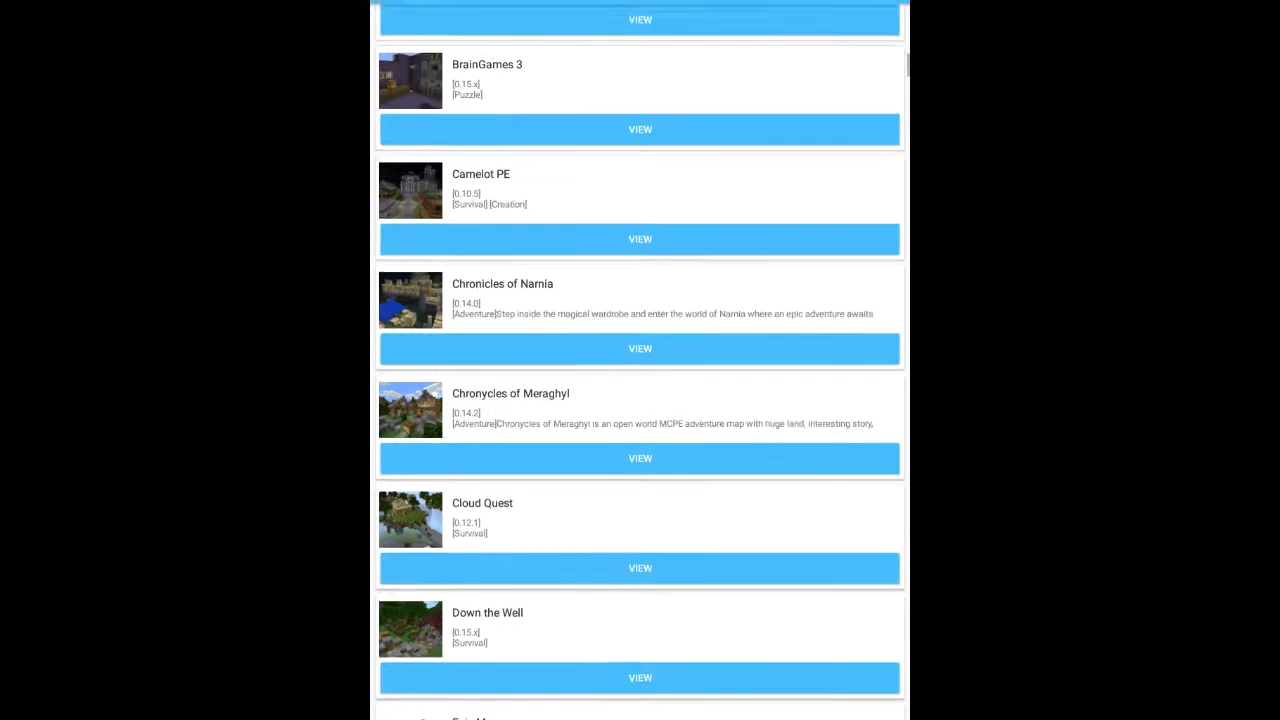 VIEW
BrainGames 3
[0.15.x]
[Puzzle]
VIEW
Camelot PE
[0.10.5]
[Survival] [Creation]
VIEW
Chronicles of Narnia
[0.14.0]
[Adventure]Step inside the magical wardrobe and enter the world of Narnia where an epic adventure awaits
VIEW
Chronycles of Meraghyl
[0.14.2]
[Adventure]Chronycles of Meraghyl is an open world MCPE adventure map with huge land, interesting story,
VIEW
Cloud Quest
[0.12.1]
[Survival]
VIEW
Down the Well
[0.15.x]
[Survival]
VIEW